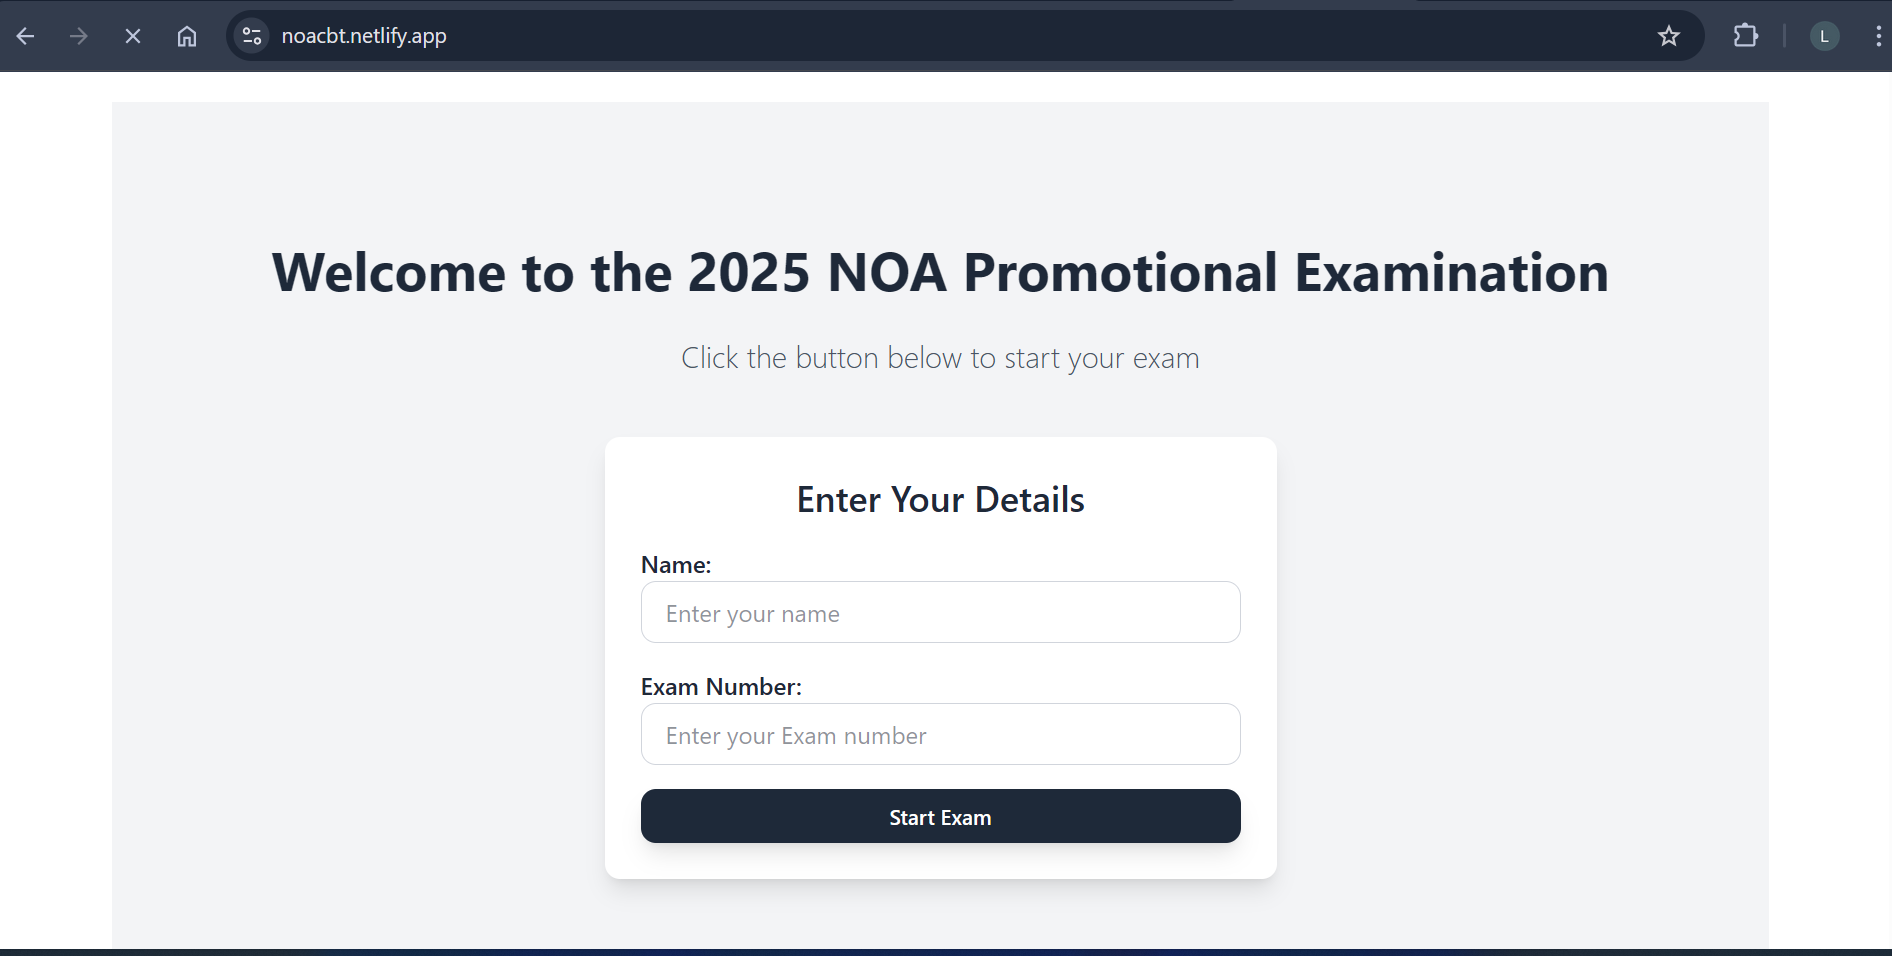 noacbt.netlify.app
L
Welcome to the 2025 NOA Promotional Examination
Click the button below to start your exam
Enter Your Details
Name:
Enter your name
Exam Number:
Enter your Exam number
Start Exam